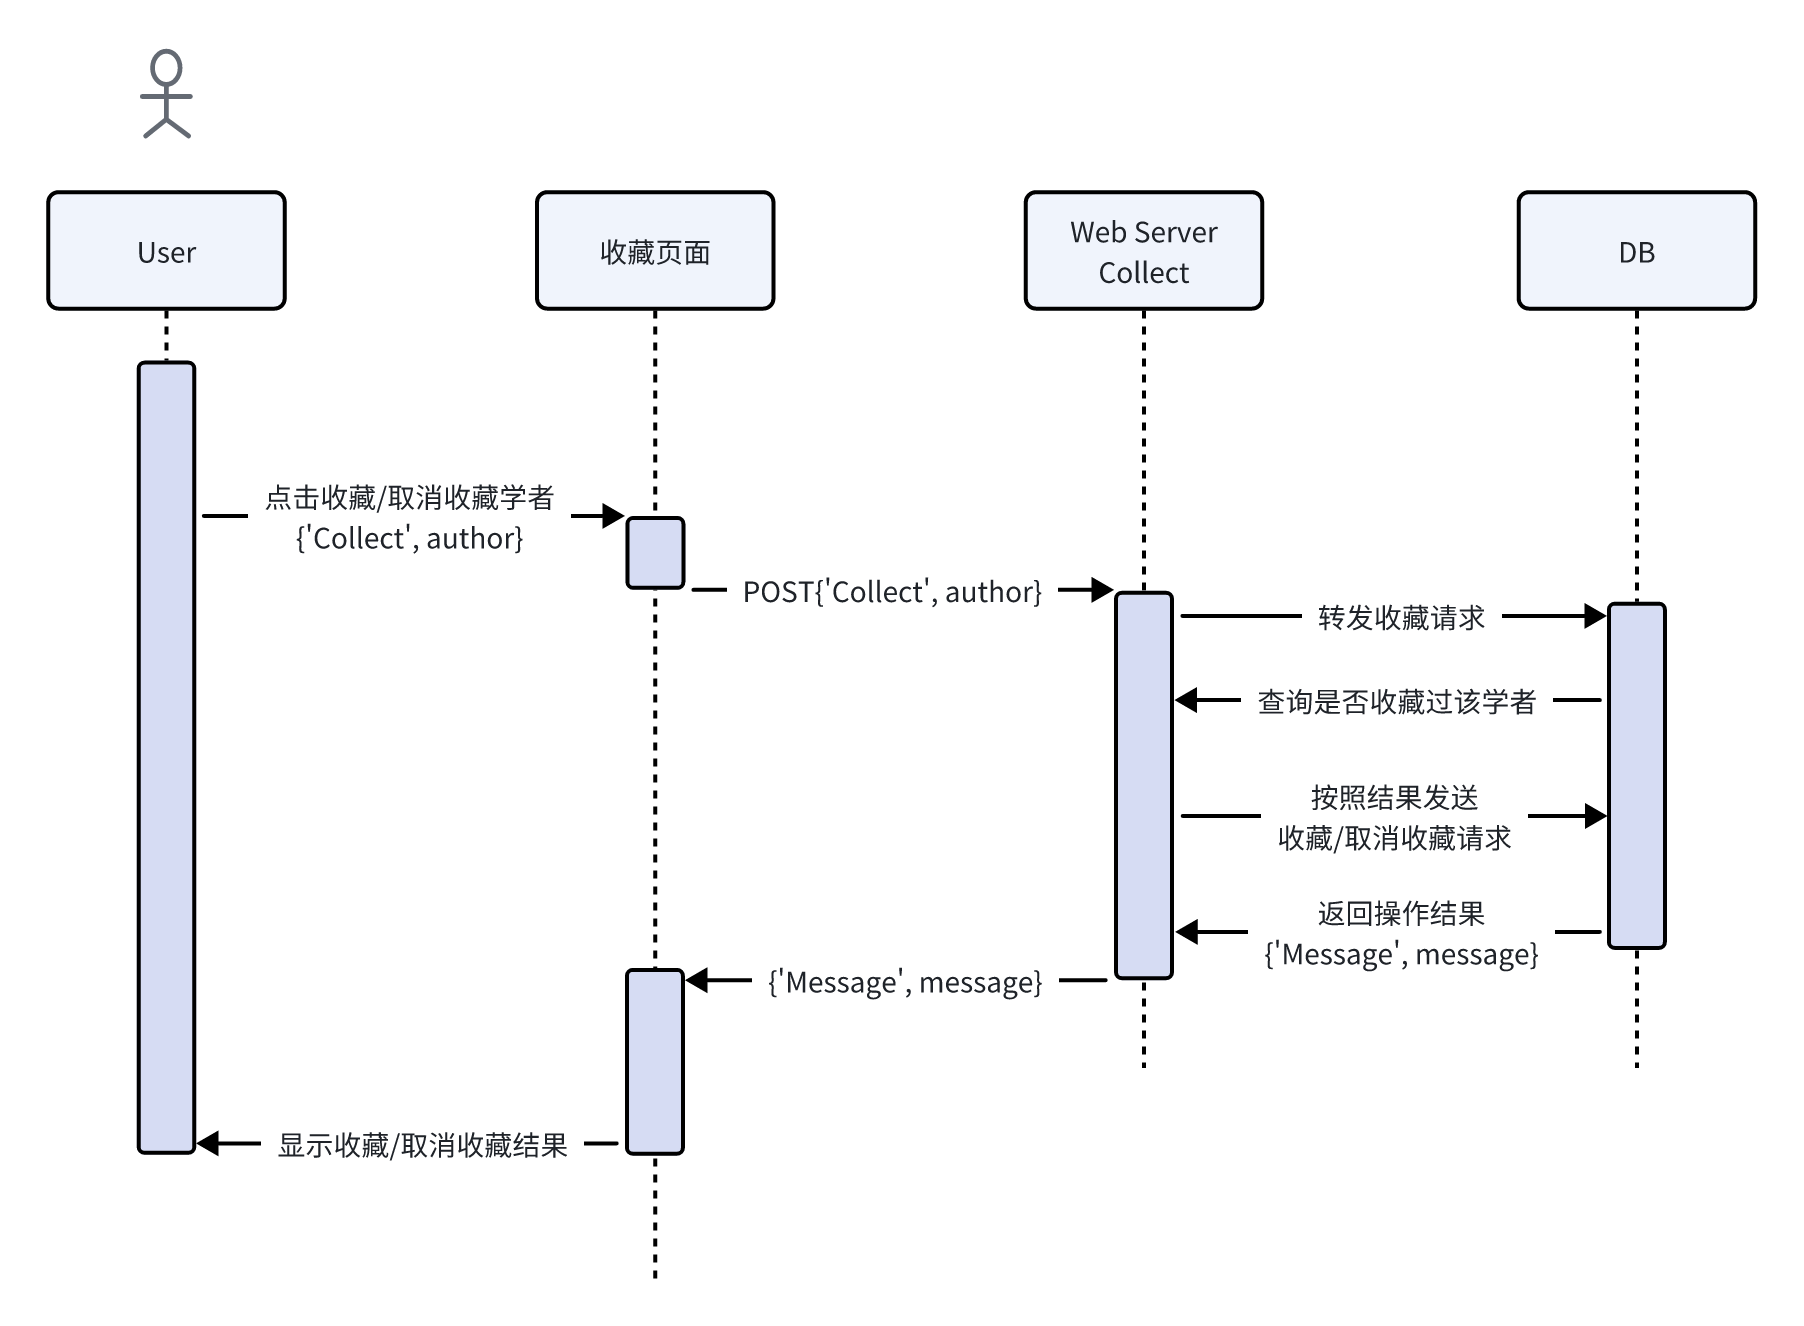 User
收藏页面
Web Server
Collect
DB
点击收藏/取消收藏学者
{'Collect', author}
POST{'Collect', author}
转发收藏请求
查询是否收藏过该学者
按照结果发送
收藏/取消收藏请求
返回操作结果
{'Message', message}
{'Message', message}
显示收藏/取消收藏结果